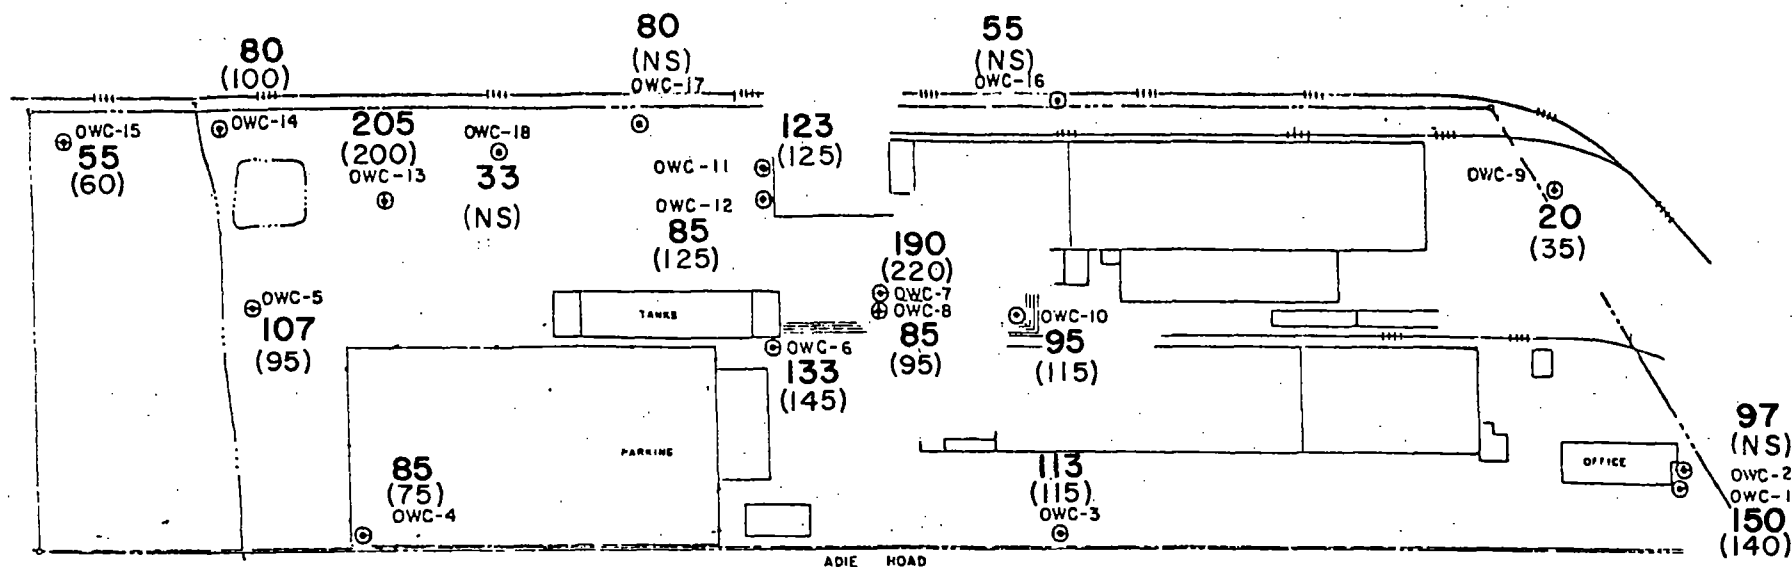 80
(NS)
OWC-17
55
(NS)
OWC-16
80
(100)
OWC-14
OWC-15
55
(60)
205
(200)
OWC-13
OWC-18
33
(NS)
123
(125)
OWC-11
OWC-12
85
(125)
OWC-9
20
(35)
190
(220)
OWC-7
OWC-8
85
(95)
OWC-5
107
(95)
TANKS
OWC-6
133
(145)
OWC-10
95
(115)
PARKING
85
(75)
OWC-4
113
(115)
OWC-3
OFFICE
97
(NS)
OWC-2
OWC-1
150
(140)
ADIE ROAD